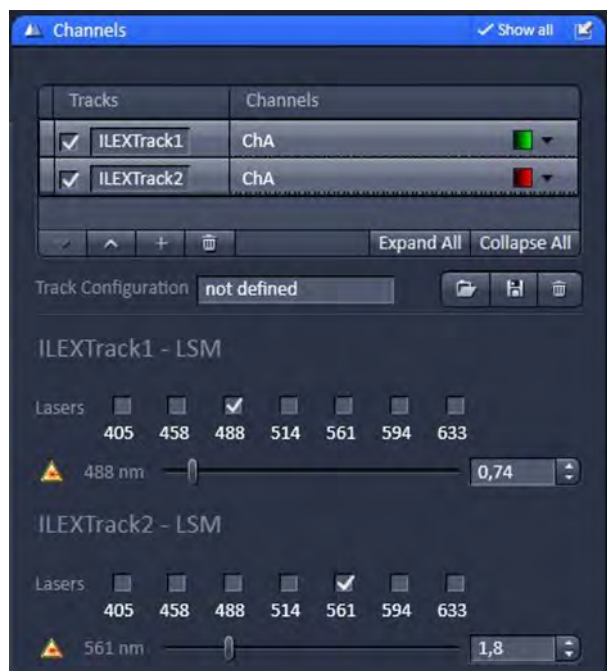 Channels Show all
Tracks Channels
ILEXTrack1 ChA
ILEXTrack2 ChA
Expand All Collapse All
Track Configuration not defined
ILEXTrack1 - LSM
Lasers
405 458 488 514 561 594 633
488 nm 0,74
ILEXTrack2 - LSM
Lasers
405 458 488 514 561 594 633
561 nm 1,8